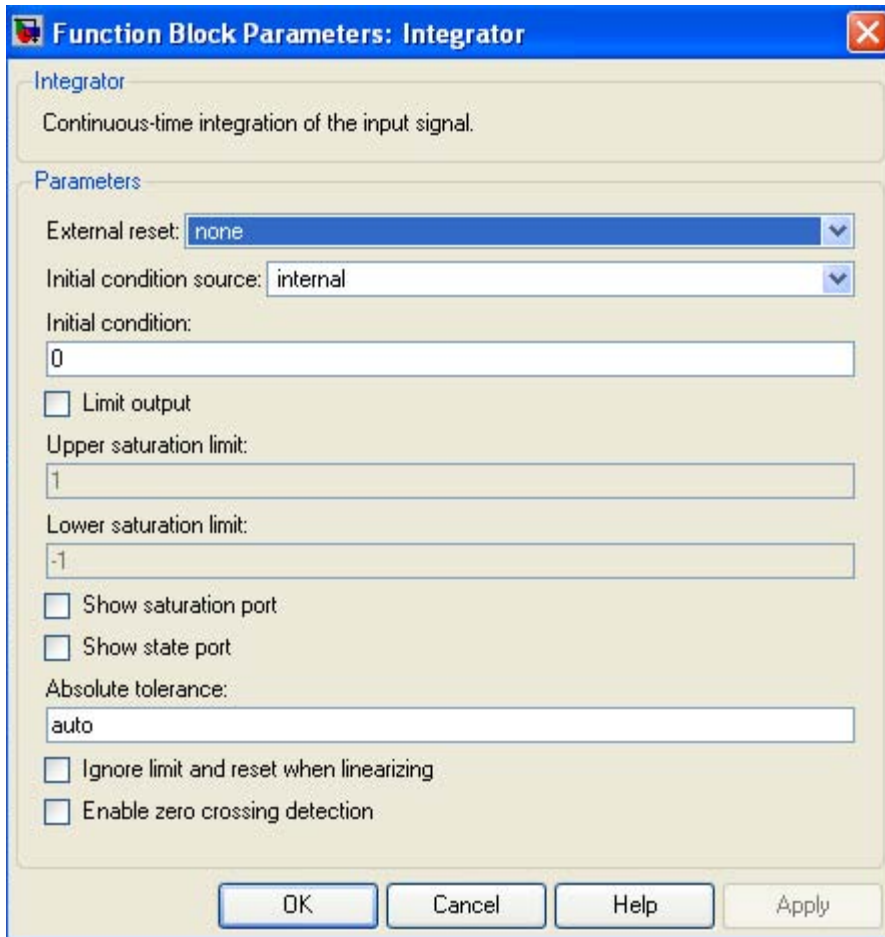 Function Block Parameters: Integrator
Integrator
Continuous-time integration of the input signal.
Parameters
External reset: none
Initial condition source: internal
Initial condition:
0
Limit output
Upper saturation limit:
1
Lower saturation limit:
-1
Show saturation port
Show state port
Absolute tolerance:
auto
Ignore limit and reset when linearizing
Enable zero crossing detection
OK Cancel Help Apply